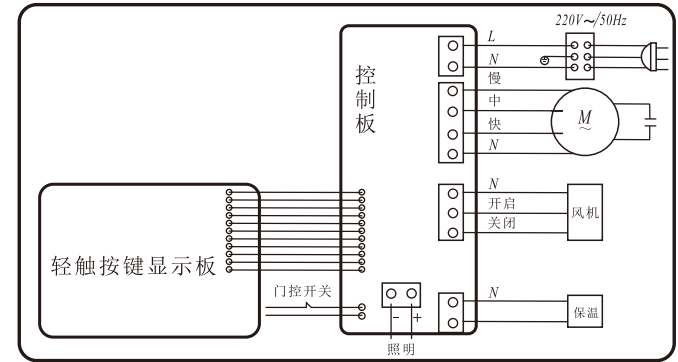 220V~/50Hz
L
N
控制板
慢
中
快
N
M
~
N
开启
关闭
风机
轻触按键显示板
门控开关
N
保温
- +
照明